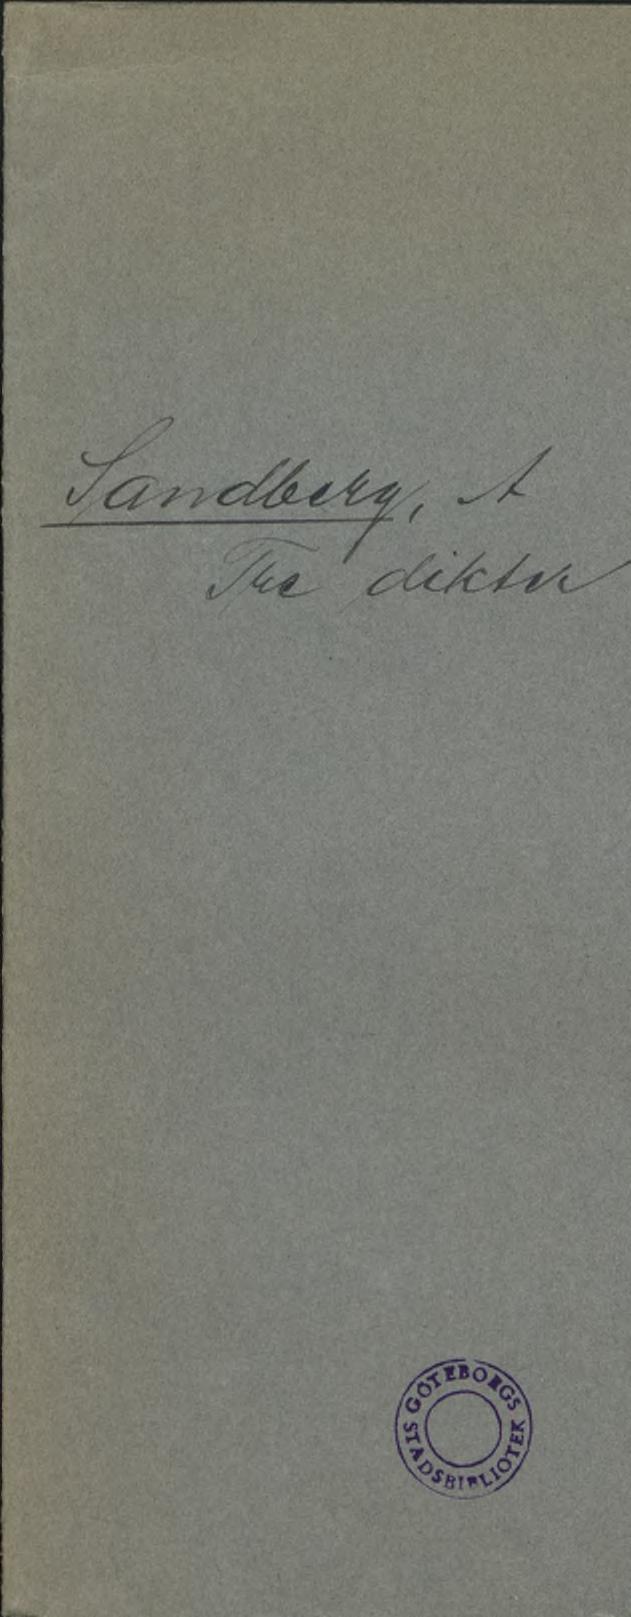 Sandberg, A
Tre dikter
GÖTEBORGS
STADSBIBLIOTEK